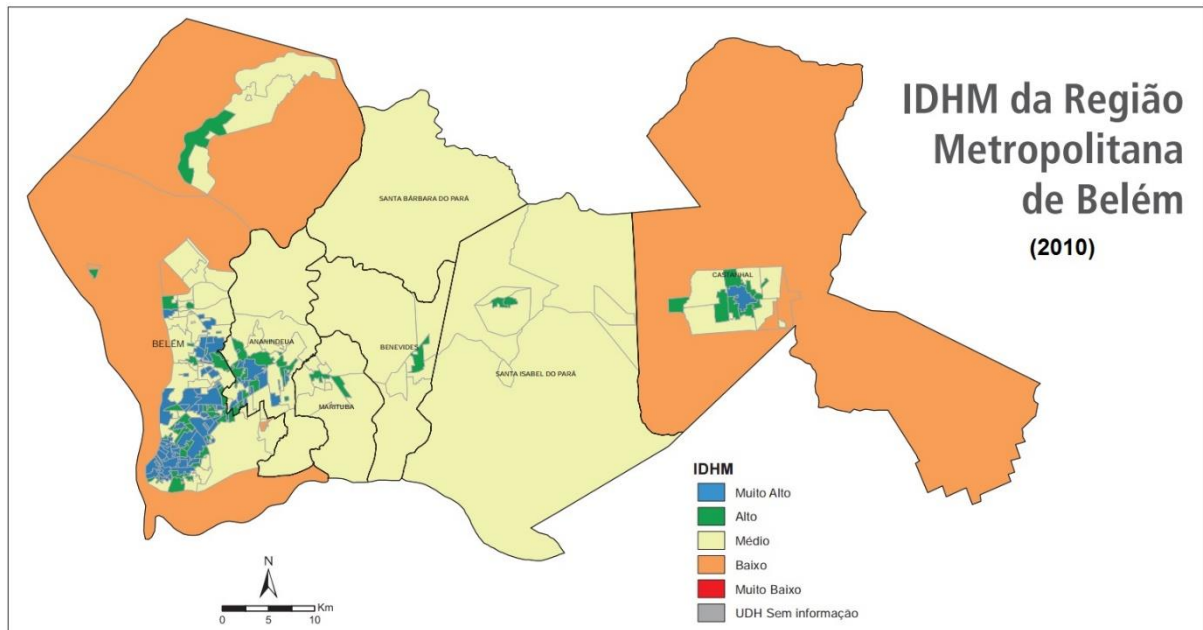 IDHM da Região
Metropolitana
de Belém
(2010)
SANTA BÁRBARA DO PARÁ
CASTANHAL
BELÉM
ANANINDEUA
BENEVIDES
SANTA ISABEL DO PARÁ
MARITUBA
IDHM
Muito Alto
Alto
Médio
Baixo
Muito Baixo
UDH Sem informação
N
Km
0 5 10